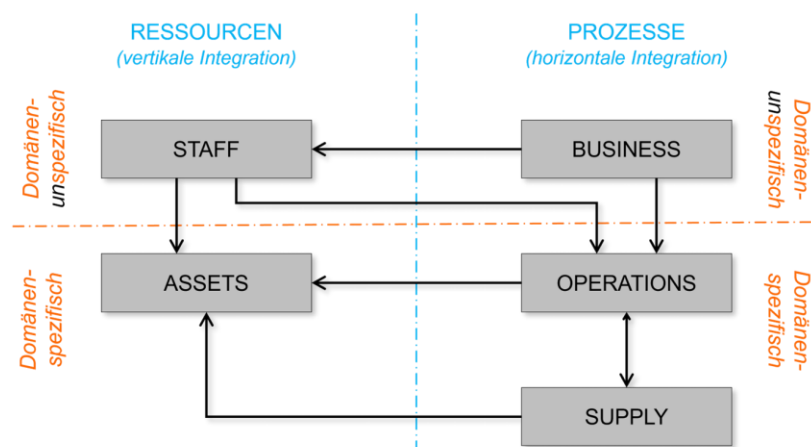 RESSOURCEN
(vertikale Integration)
PROZESSE
(horizontale Integration)
Domänen-
unspezifisch
STAFF
BUSINESS
Domänen-
unspezifisch
Domänen-
spezifisch
ASSETS
OPERATIONS
Domänen-
spezifisch
SUPPLY